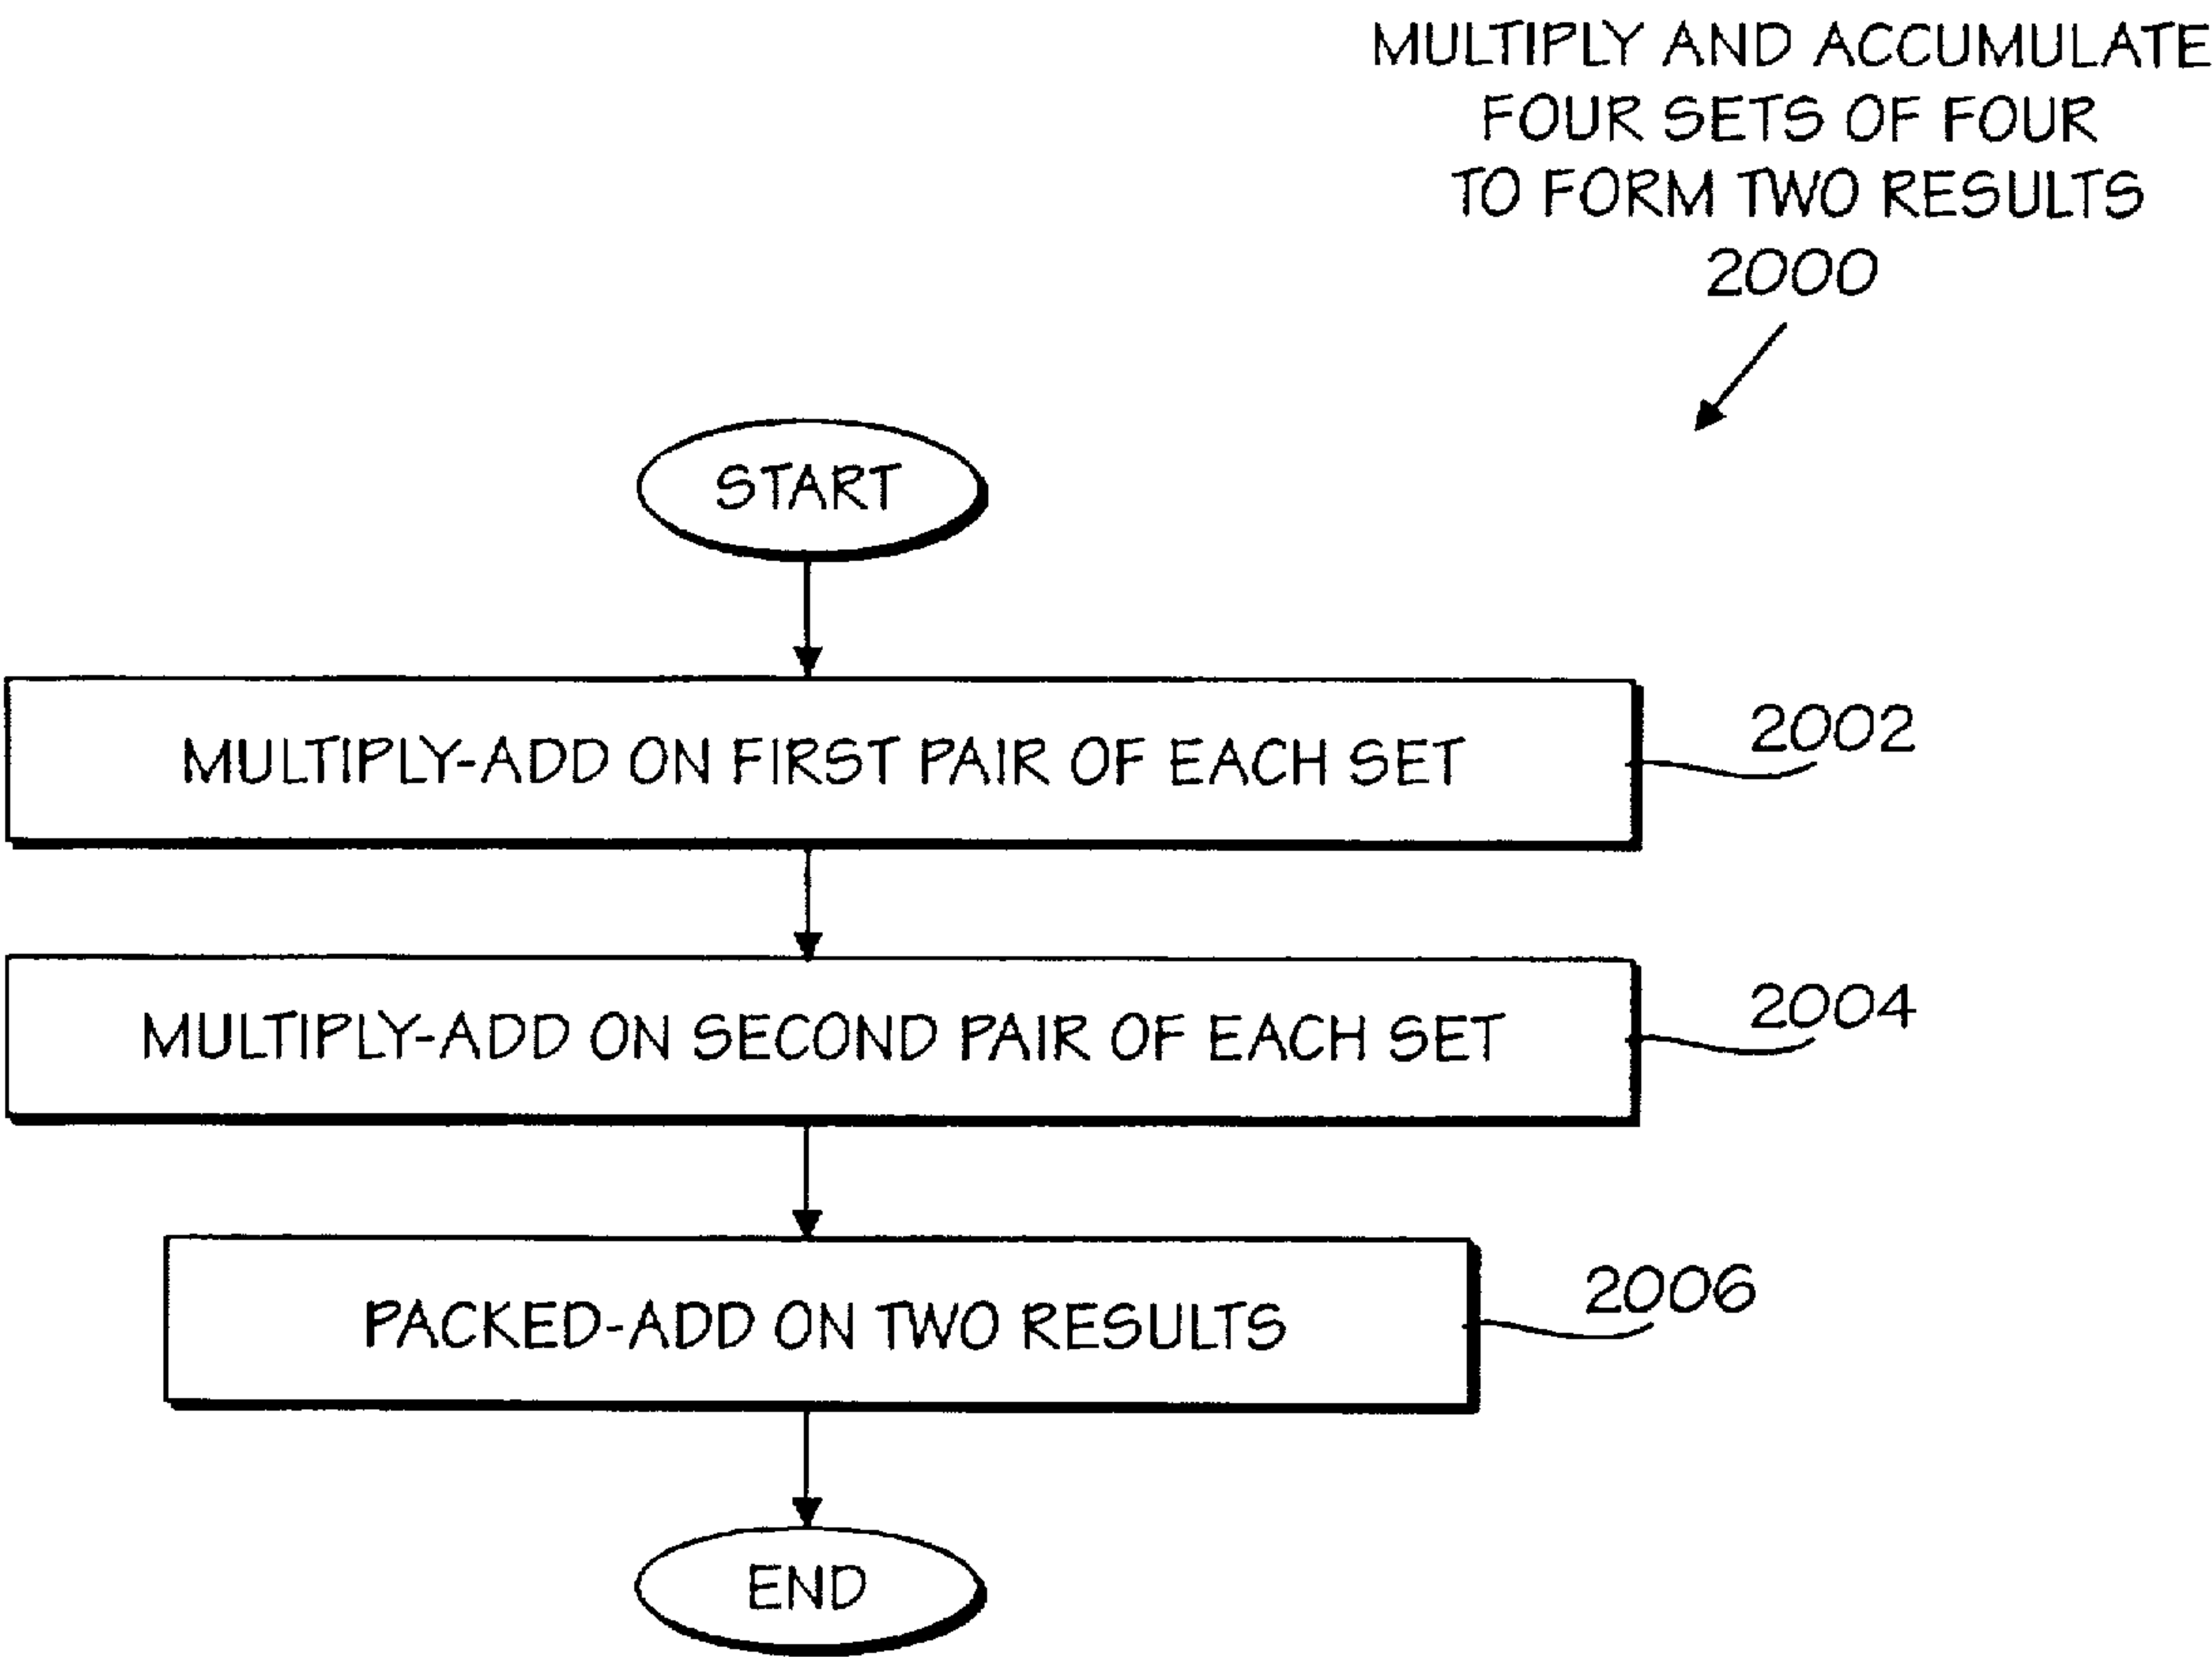 MULTIPLY AND ACCUMULATE
FOUR SETS OF FOUR
TO FORM TWO RESULTS
2000
START
MULTIPLY-ADD ON FIRST PAIR OF EACH SET
2002
MULTIPLY-ADD ON SECOND PAIR OF EACH SET
2004
PACKED-ADD ON TWO RESULTS
2006
END